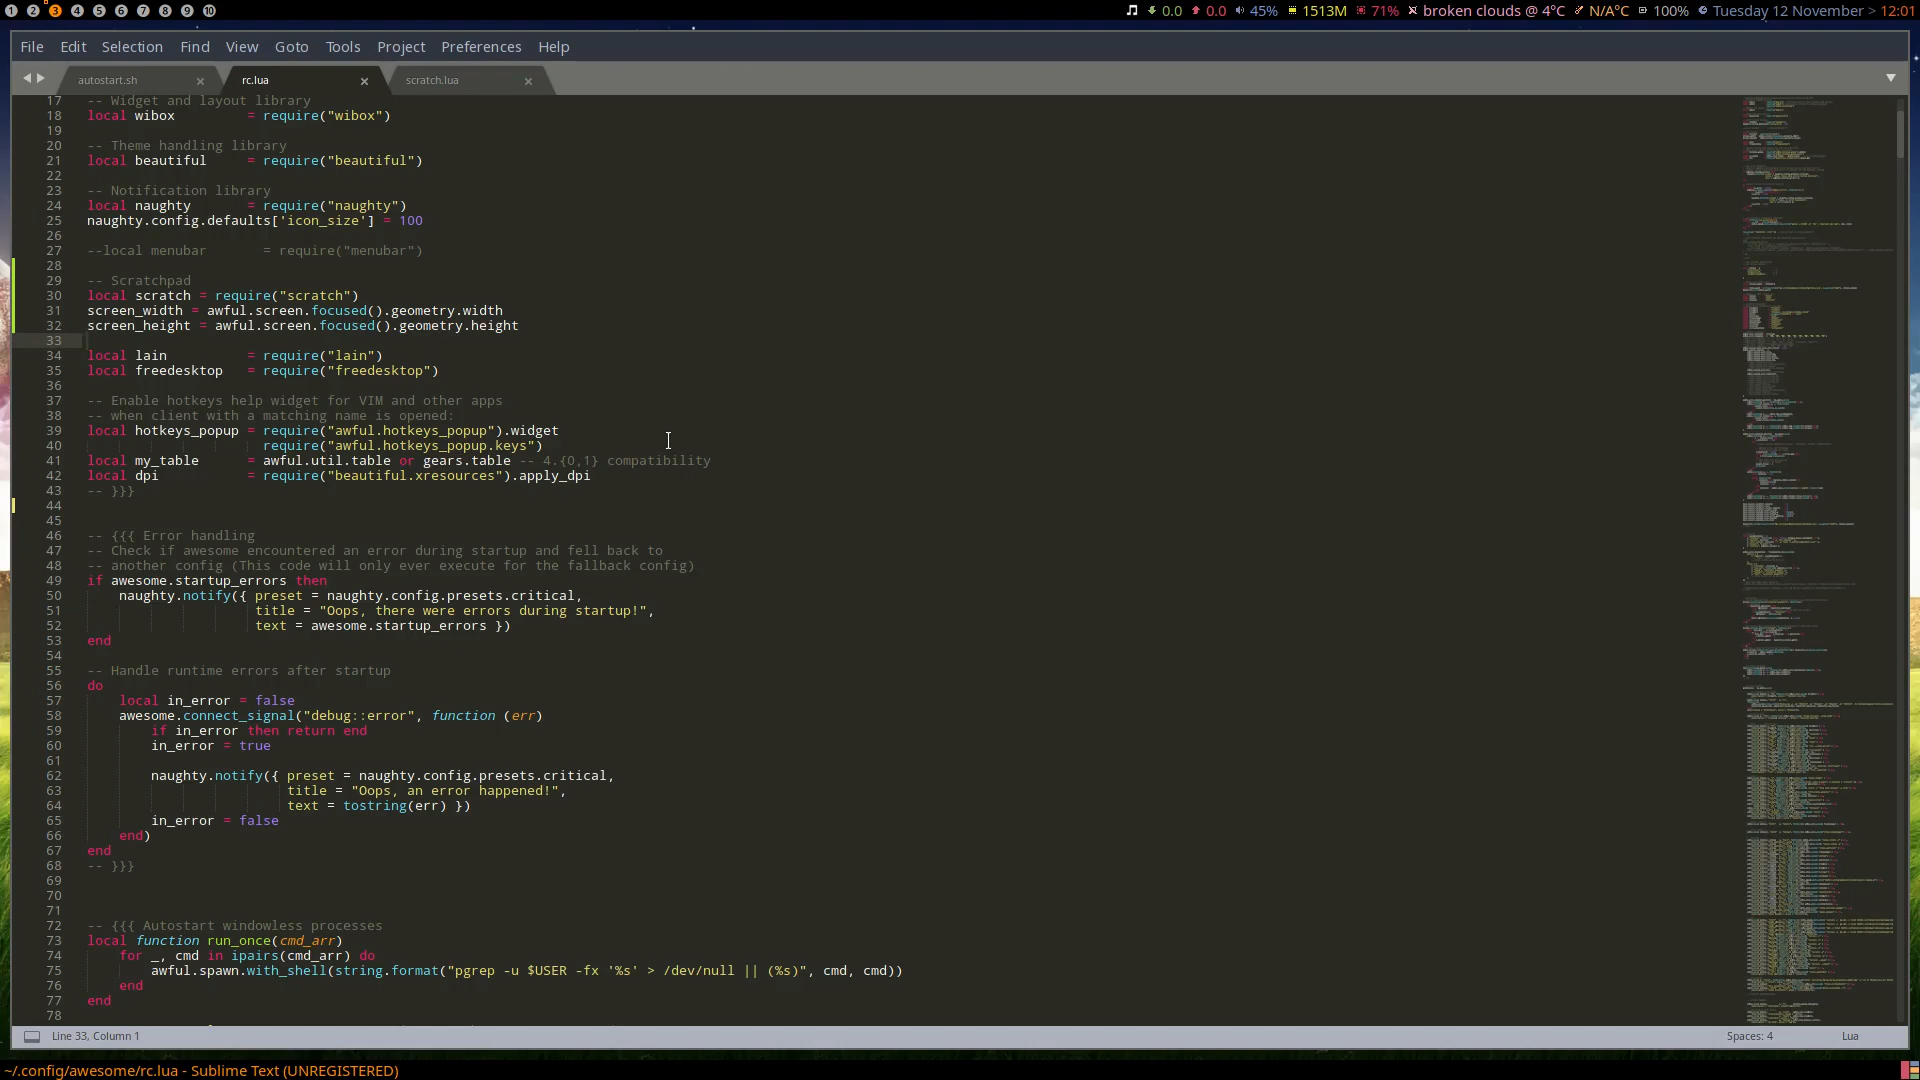 1 2 3 4 5 6 7 8 9 10 0.0 0.0 45% 1513M 71% broken clouds @ 4°C N/A°C 100% Tuesday 12 November > 12:01
File Edit Selection Find View Goto Tools Project Preferences Help
autostart.sh × rc.lua × scratch.lua ×
17 -- Widget and layout library
18 local wibox         = require("wibox")
19
20 -- Theme handling library
21 local beautiful     = require("beautiful")
22
23 -- Notification library
24 local naughty       = require("naughty")
25 naughty.config.defaults['icon_size'] = 100
26
27 --local menubar       = require("menubar")
28
29 -- Scratchpad
30 local scratch = require("scratch")
31 screen_width = awful.screen.focused().geometry.width
32 screen_height = awful.screen.focused().geometry.height
33
34 local lain          = require("lain")
35 local freedesktop   = require("freedesktop")
36
37 -- Enable hotkeys help widget for VIM and other apps
38 -- when client with a matching name is opened:
39 local hotkeys_popup = require("awful.hotkeys_popup").widget
40                       require("awful.hotkeys_popup.keys")
41 local my_table      = awful.util.table or gears.table -- 4.{0,1} compatibility
42 local dpi           = require("beautiful.xresources").apply_dpi
43 -- }}}
44
45
46 -- {{{ Error handling
47 -- Check if awesome encountered an error during startup and fell back to
48 -- another config (This code will only ever execute for the fallback config)
49 if awesome.startup_errors then
50     naughty.notify({ preset = naughty.config.presets.critical,
51                      title = "Oops, there were errors during startup!",
52                      text = awesome.startup_errors })
53 end
54
55 -- Handle runtime errors after startup
56 do
57     local in_error = false
58     awesome.connect_signal("debug::error", function (err)
59         if in_error then return end
60         in_error = true
61
62         naughty.notify({ preset = naughty.config.presets.critical,
63                          title = "Oops, an error happened!",
64                          text = tostring(err) })
65         in_error = false
66     end)
67 end
68 -- }}}
69
70
71
72 -- {{{ Autostart windowless processes
73 local function run_once(cmd_arr)
74     for _, cmd in ipairs(cmd_arr) do
75         awful.spawn.with_shell(string.format("pgrep -u $USER -fx '%s' > /dev/null || (%s)", cmd, cmd))
76     end
77 end
78
Line 33, Column 1 Spaces: 4 Lua
~/.config/awesome/rc.lua - Sublime Text (UNREGISTERED)